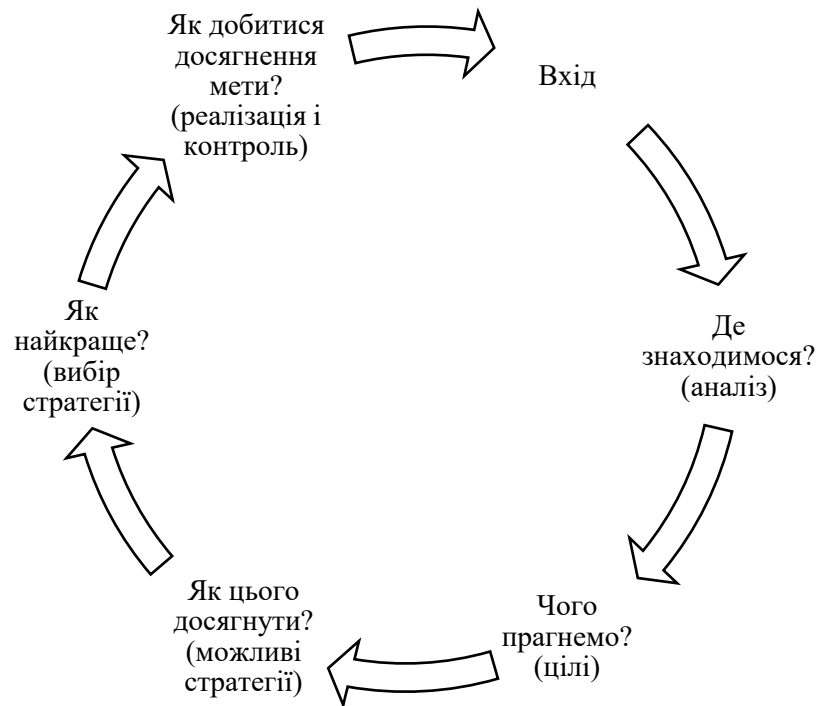 Вхід
Де
знаходимося?
(аналіз)
Чого
прагнемо?
(цілі)
Як цього
досягнути?
(можливі
стратегії)
Як
найкраще?
(вибір
стратегії)
Як добитися
досягнення
мети?
(реалізація і
контроль)